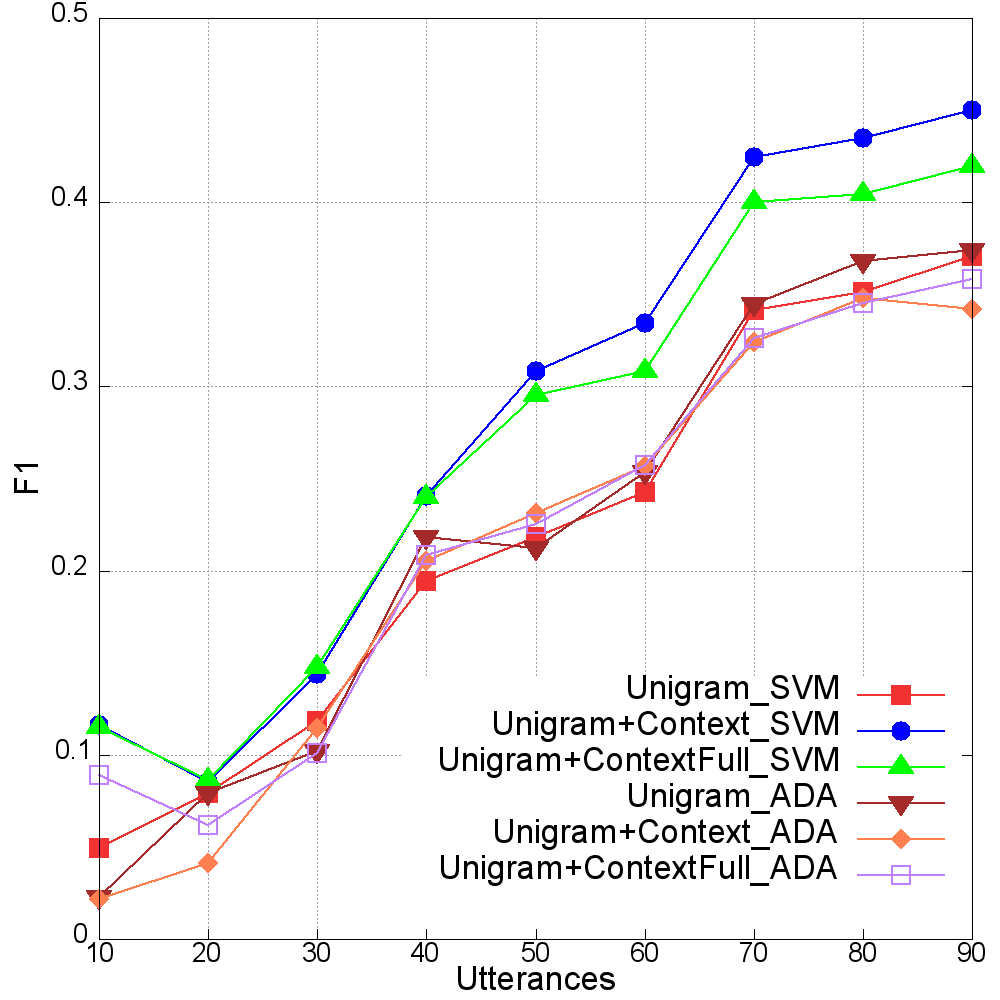 0.5
0.4
0.3
0.2
0.1
0
F1
10 20 30 40 50 60 70 80 90
Utterances
Unigram_SVM
Unigram+Context_SVM
Unigram+ContextFull_SVM
Unigram_ADA
Unigram+Context_ADA
Unigram+ContextFull_ADA